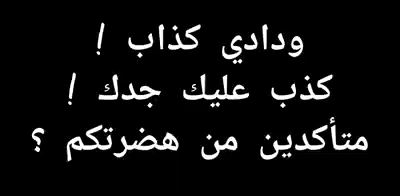 ودادي كذاب !
كذب عليك جدك !
متأكدين من هضرتكم ؟